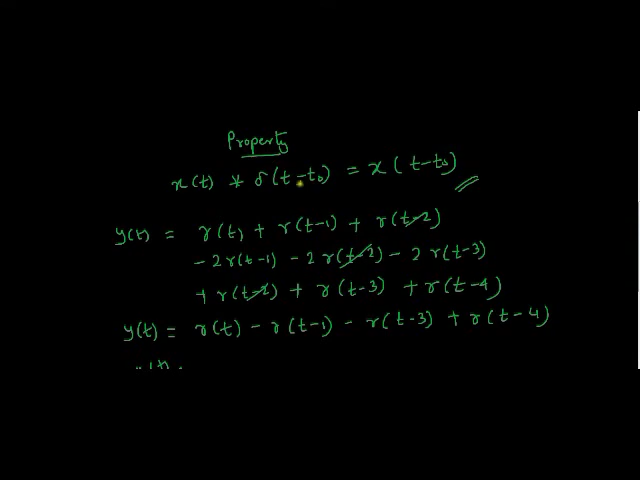 Property
x(t) * δ(t-t₀) = x(t-t₀)
y(t) = r(t) + r(t-1) + r(t-2)
-2r(t-1) - 2r(t-2) - 2r(t-3)
+r(t-2) + r(t-3) + r(t-4)
y(t) = r(t) - r(t-1) - r(t-3) + r(t-4)